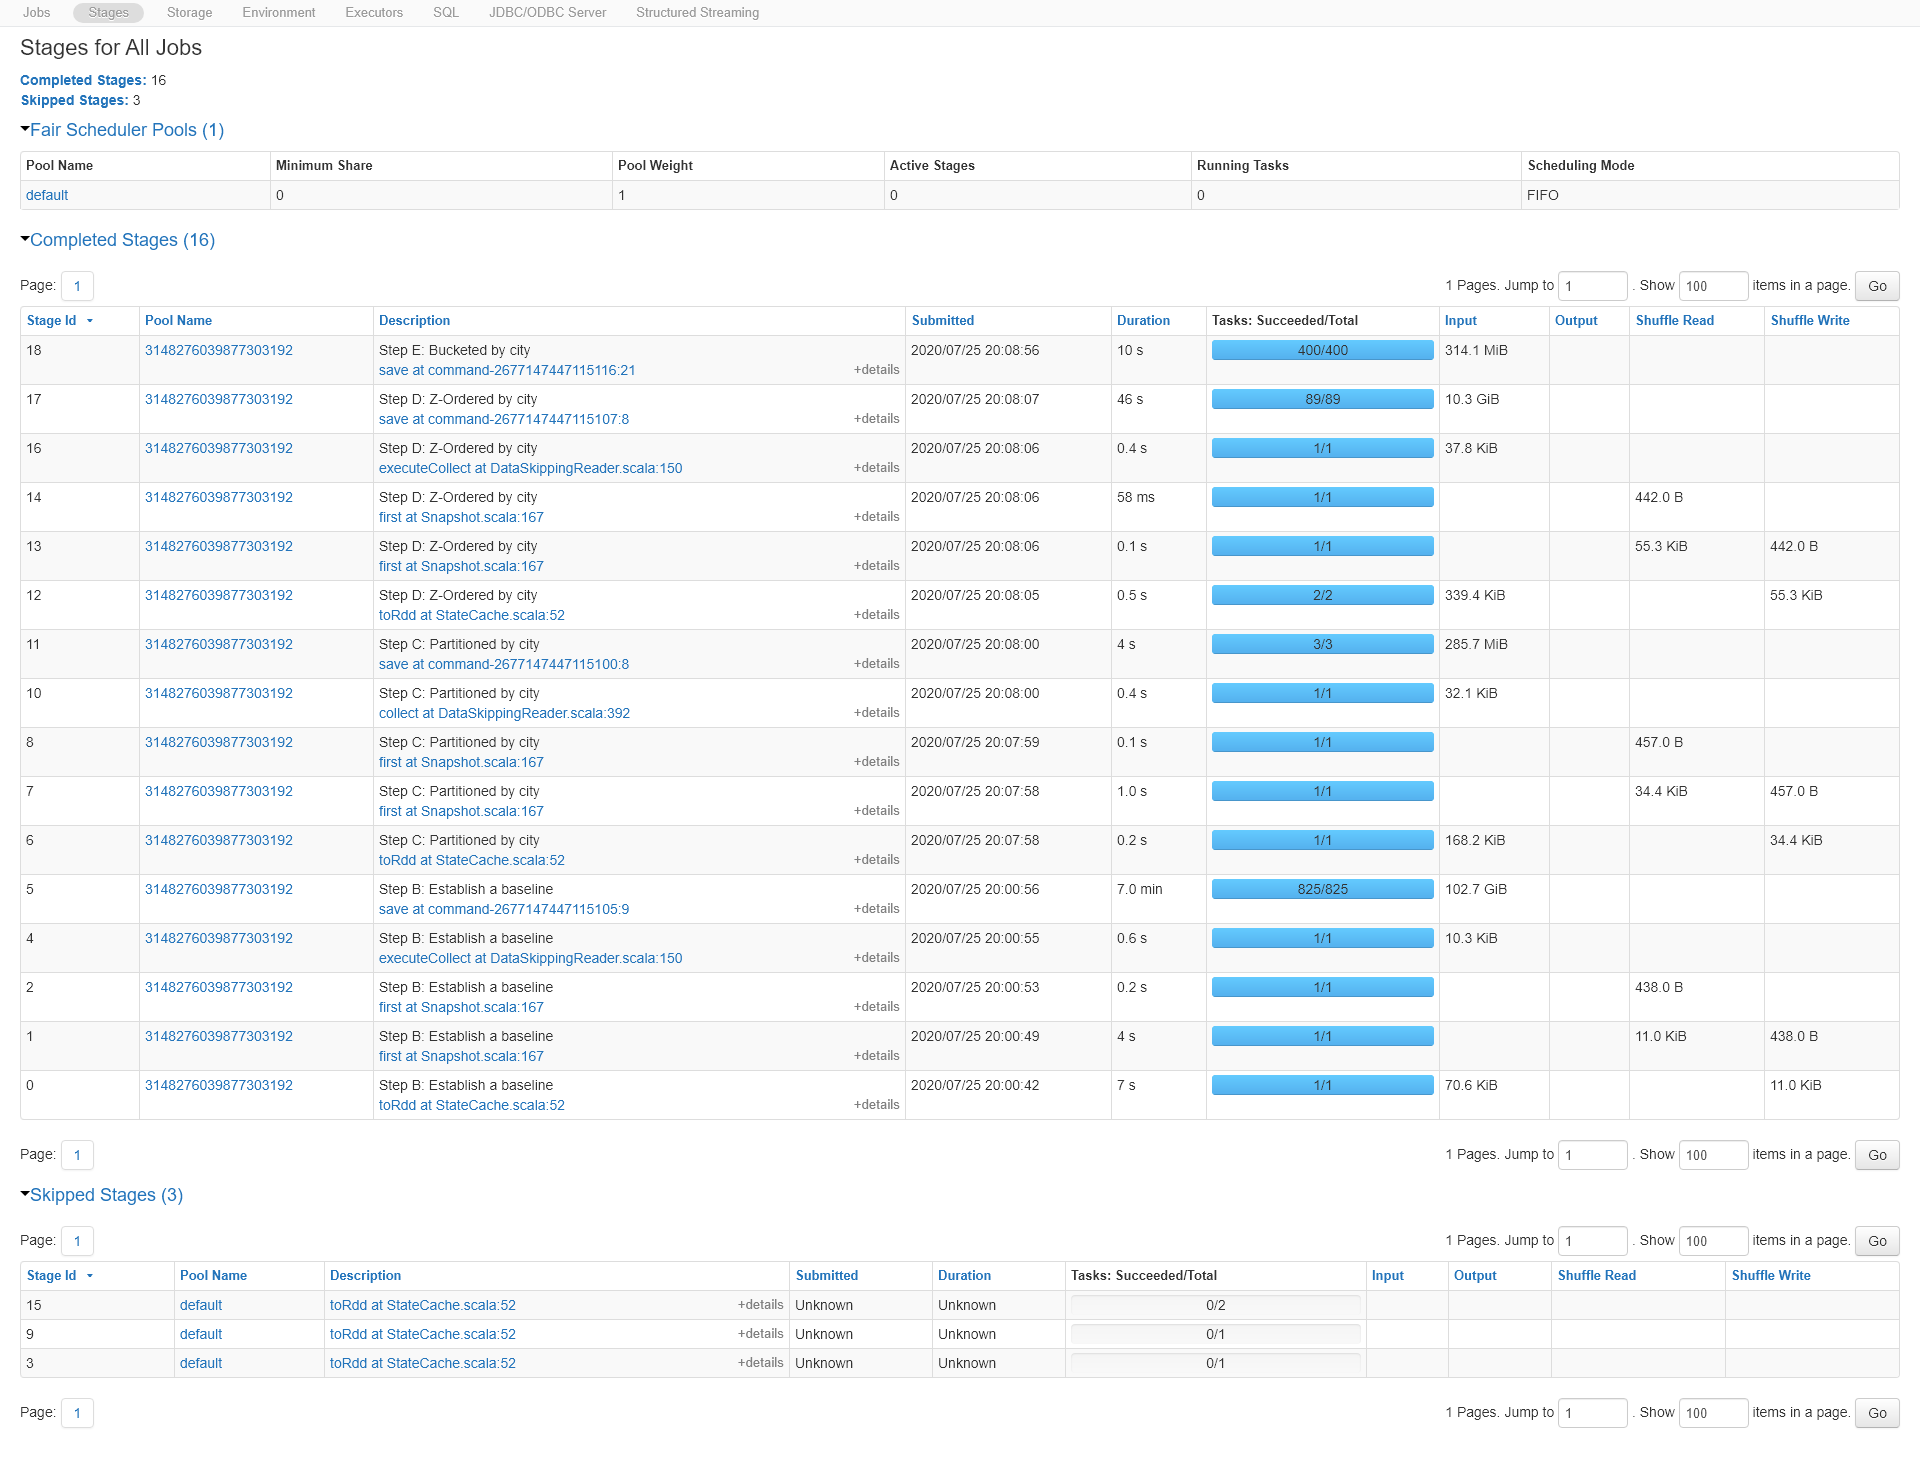 Jobs Stages Storage Environment Executors SQL JDBC/ODBC Server Structured Streaming
Stages for All Jobs
Completed Stages: 16
Skipped Stages: 3
Fair Scheduler Pools (1)
Pool Name Minimum Share Pool Weight Active Stages Running Tasks Scheduling Mode
default 0 1 0 0 FIFO
Completed Stages (16)
Page: 1 1 Pages. Jump to 1 . Show 100 items in a page. Go
Stage Id Pool Name Description Submitted Duration Tasks: Succeeded/Total Input Output Shuffle Read Shuffle Write
18 3148276039877303192 Step E: Bucketed by city 2020/07/25 20:08:56 10 s 400/400 314.1 MiB
save at command-2677147447115116:21 +details
17 3148276039877303192 Step D: Z-Ordered by city 2020/07/25 20:08:07 46 s 89/89 10.3 GiB
save at command-2677147447115107:8 +details
16 3148276039877303192 Step D: Z-Ordered by city 2020/07/25 20:08:06 0.4 s 1/1 37.8 KiB
executeCollect at DataSkippingReader.scala:150 +details
14 3148276039877303192 Step D: Z-Ordered by city 2020/07/25 20:08:06 58 ms 1/1 442.0 B
first at Snapshot.scala:167 +details
13 3148276039877303192 Step D: Z-Ordered by city 2020/07/25 20:08:06 0.1 s 1/1 55.3 KiB 442.0 B
first at Snapshot.scala:167 +details
12 3148276039877303192 Step D: Z-Ordered by city 2020/07/25 20:08:05 0.5 s 2/2 339.4 KiB 55.3 KiB
toRdd at StateCache.scala:52 +details
11 3148276039877303192 Step C: Partitioned by city 2020/07/25 20:08:00 4 s 3/3 285.7 MiB
save at command-2677147447115100:8 +details
10 3148276039877303192 Step C: Partitioned by city 2020/07/25 20:08:00 0.4 s 1/1 32.1 KiB
collect at DataSkippingReader.scala:392 +details
8 3148276039877303192 Step C: Partitioned by city 2020/07/25 20:07:59 0.1 s 1/1 457.0 B
first at Snapshot.scala:167 +details
7 3148276039877303192 Step C: Partitioned by city 2020/07/25 20:07:58 1.0 s 1/1 34.4 KiB 457.0 B
first at Snapshot.scala:167 +details
6 3148276039877303192 Step C: Partitioned by city 2020/07/25 20:07:58 0.2 s 1/1 168.2 KiB 34.4 KiB
toRdd at StateCache.scala:52 +details
5 3148276039877303192 Step B: Establish a baseline 2020/07/25 20:00:56 7.0 min 825/825 102.7 GiB
save at command-2677147447115105:9 +details
4 3148276039877303192 Step B: Establish a baseline 2020/07/25 20:00:55 0.6 s 1/1 10.3 KiB
executeCollect at DataSkippingReader.scala:150 +details
2 3148276039877303192 Step B: Establish a baseline 2020/07/25 20:00:53 0.2 s 1/1 438.0 B
first at Snapshot.scala:167 +details
1 3148276039877303192 Step B: Establish a baseline 2020/07/25 20:00:49 4 s 1/1 11.0 KiB 438.0 B
first at Snapshot.scala:167 +details
0 3148276039877303192 Step B: Establish a baseline 2020/07/25 20:00:42 7 s 1/1 70.6 KiB 11.0 KiB
toRdd at StateCache.scala:52 +details
Page: 1 1 Pages. Jump to 1 . Show 100 items in a page. Go
Skipped Stages (3)
Page: 1 1 Pages. Jump to 1 . Show 100 items in a page. Go
Stage Id Pool Name Description Submitted Duration Tasks: Succeeded/Total Input Output Shuffle Read Shuffle Write
15 default toRdd at StateCache.scala:52 +details Unknown Unknown 0/2
9 default toRdd at StateCache.scala:52 +details Unknown Unknown 0/1
3 default toRdd at StateCache.scala:52 +details Unknown Unknown 0/1
Page: 1 1 Pages. Jump to 1 . Show 100 items in a page. Go